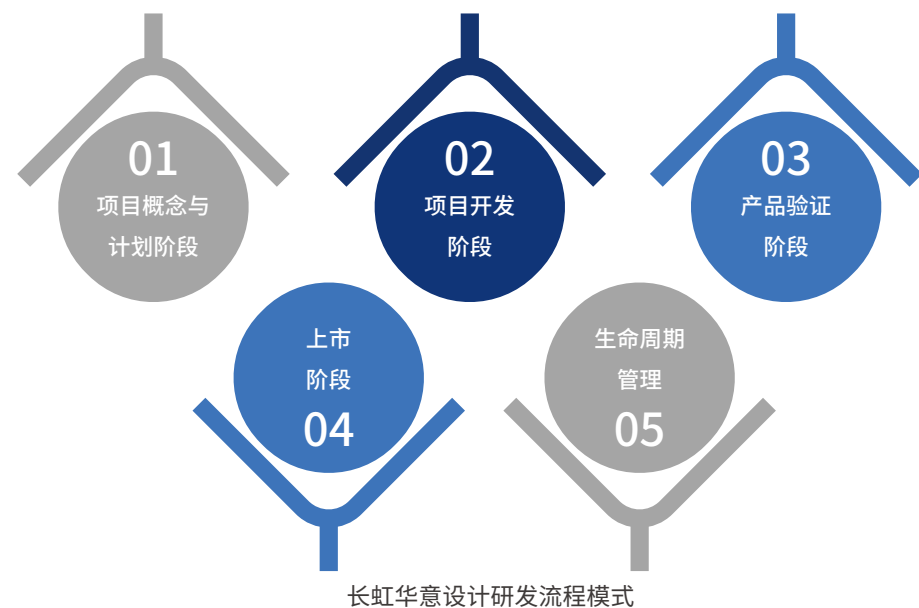 01
项目概念与
计划阶段
02
项目开发
阶段
03
产品验证
阶段
上市
阶段
04
生命周期
管理
05
长虹华意设计研发流程模式